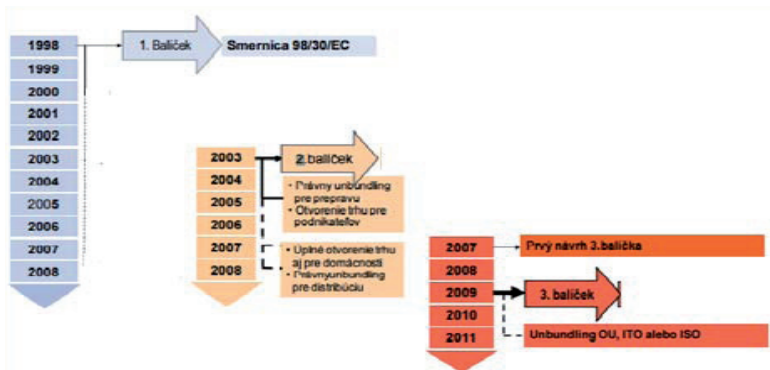 1998
1. Balíček
Smernica 98/30/EC
1999
2000
2001
2002
2003
2004
2005
2006
2007
2008
2003
2. balíček
2004
2005
2006
2007
2008
• Právny unbundling
pre prepravu
• Otvorenie trhu pre
podnikateľov
• Úplné otvorenie trhu
aj pre domácnosti
• Právnyunbundling
pre distribúciu
2007
Prvý návrh 3.balíčka
2008
2009
3. balíček
2010
2011
Unbundling OU, ITO alebo ISO